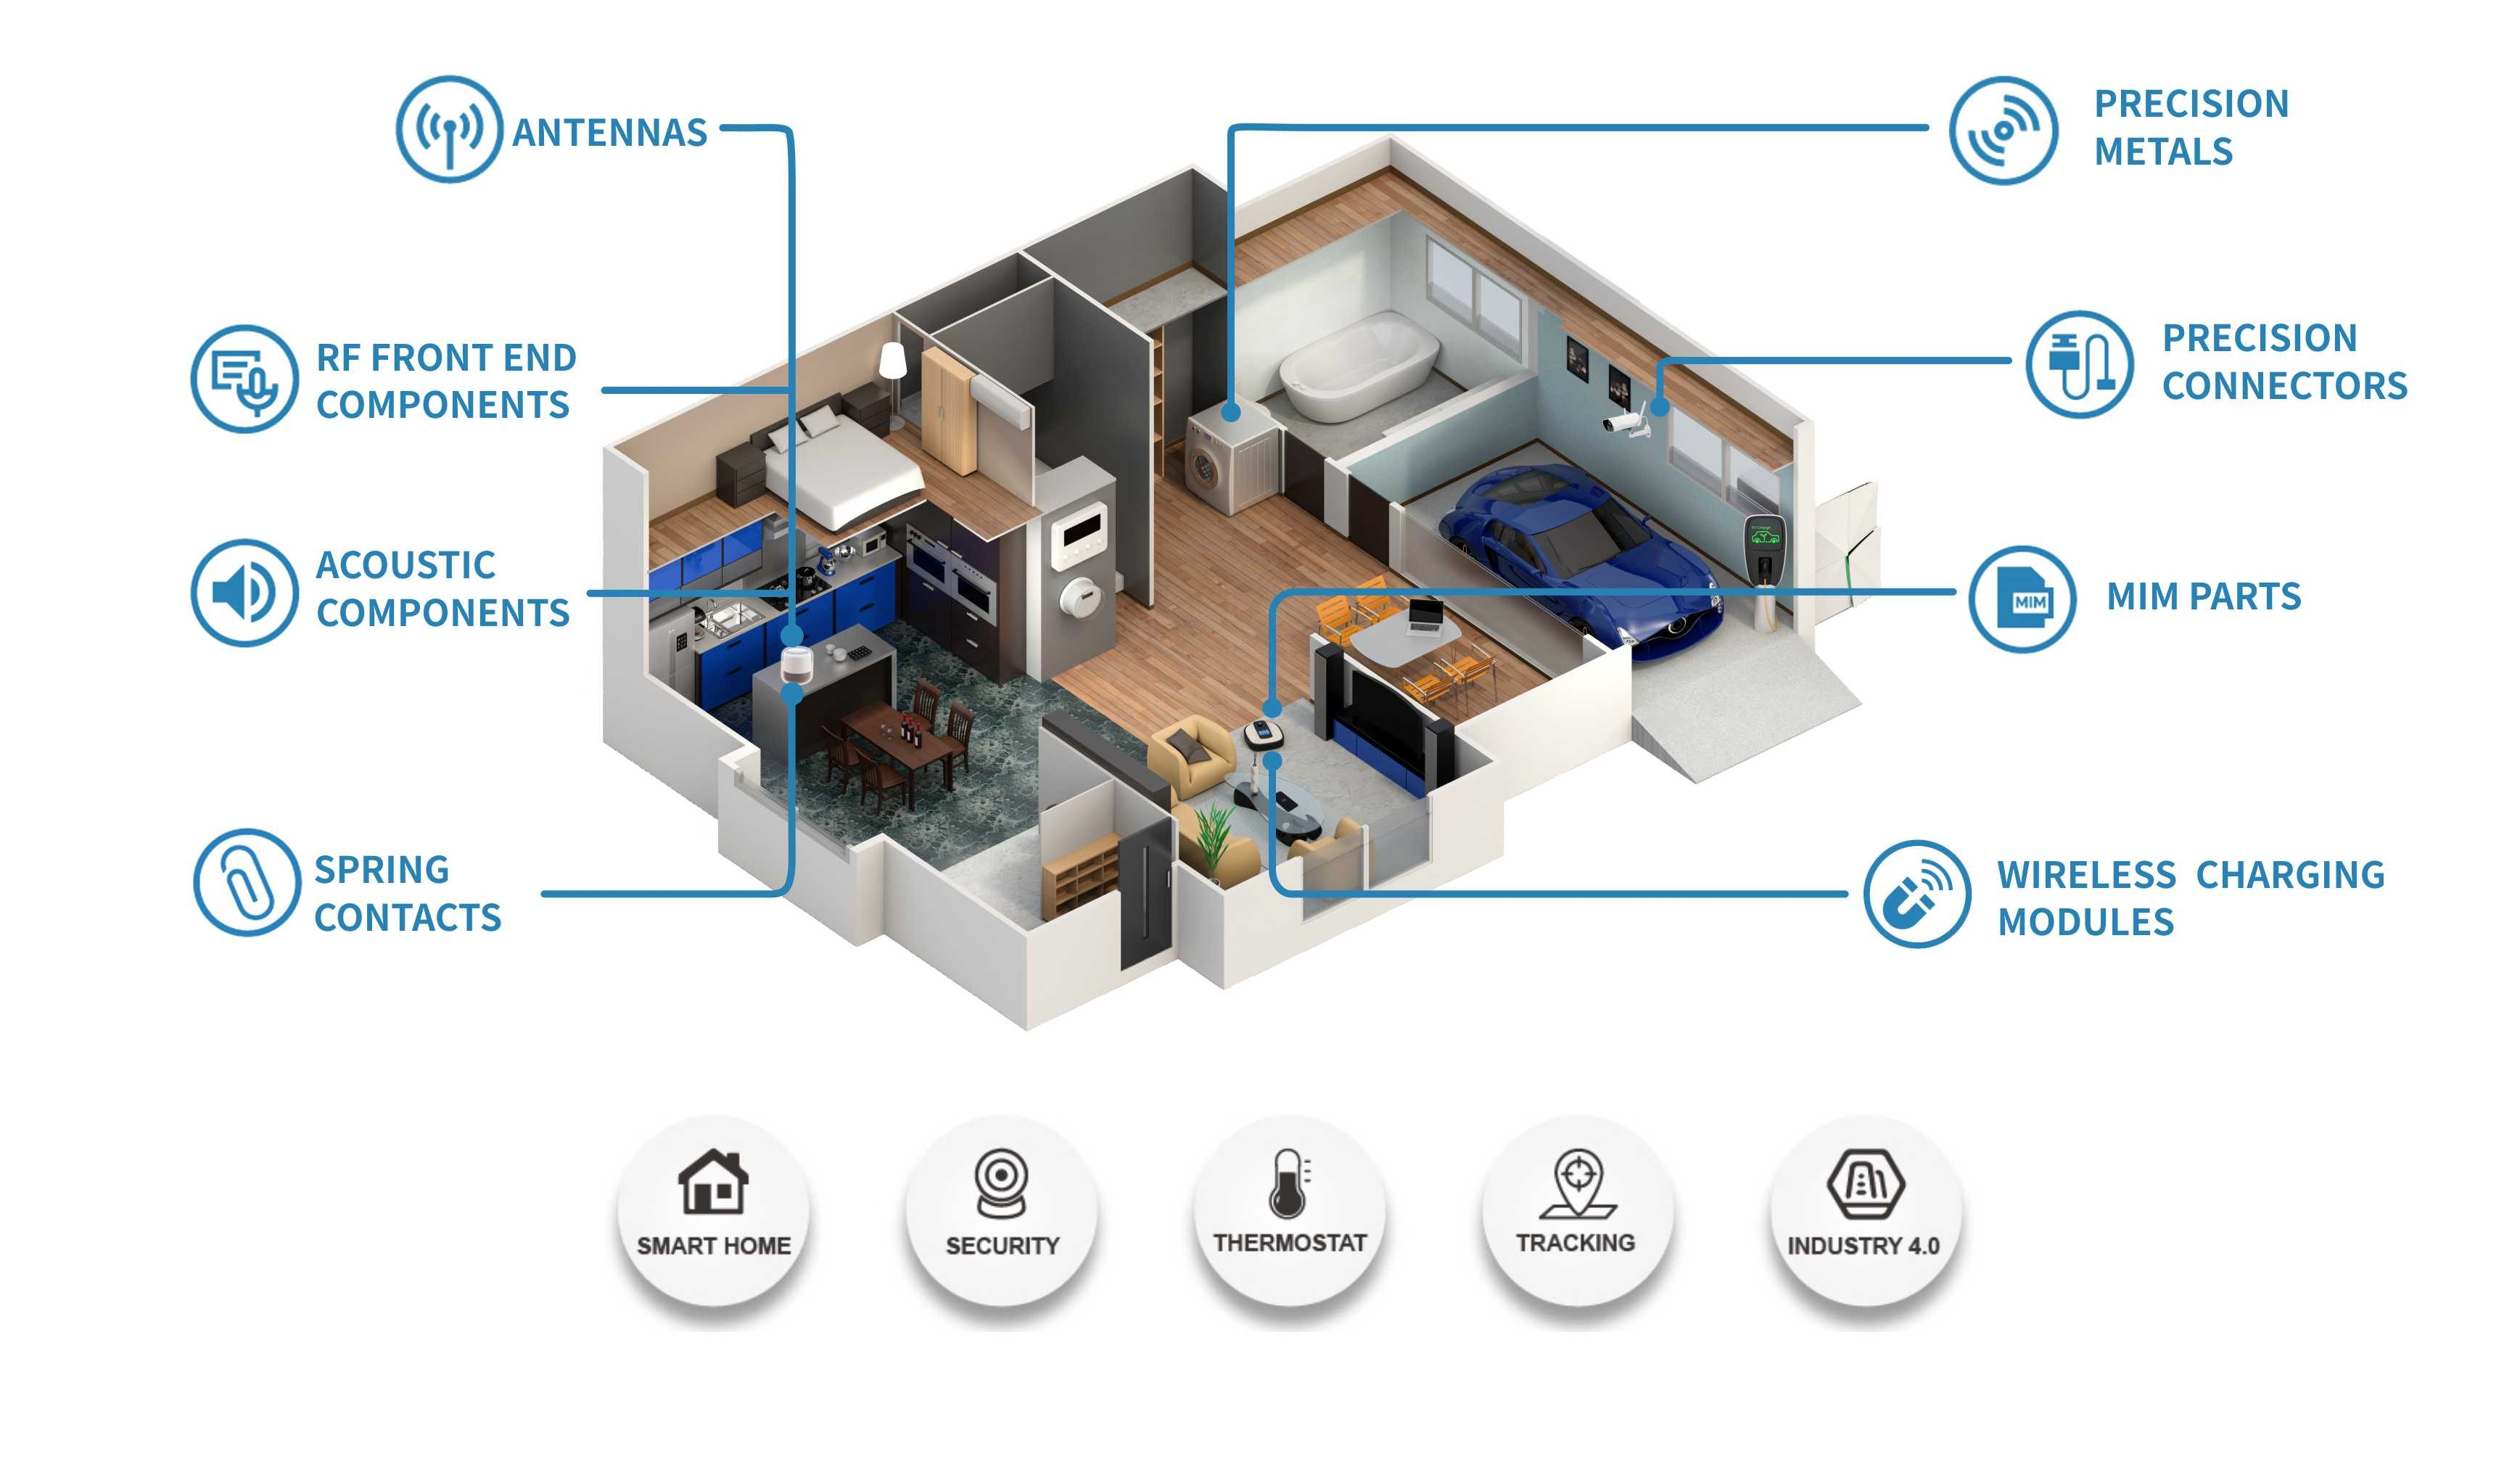 ANTENNAS
PRECISION
METALS
RF FRONT END
COMPONENTS
PRECISION
CONNECTORS
ACOUSTIC
COMPONENTS
MIM
MIM PARTS
SPRING
CONTACTS
WIRELESS CHARGING
MODULES
SMART HOME
SECURITY
THERMOSTAT
TRACKING
INDUSTRY 4.0